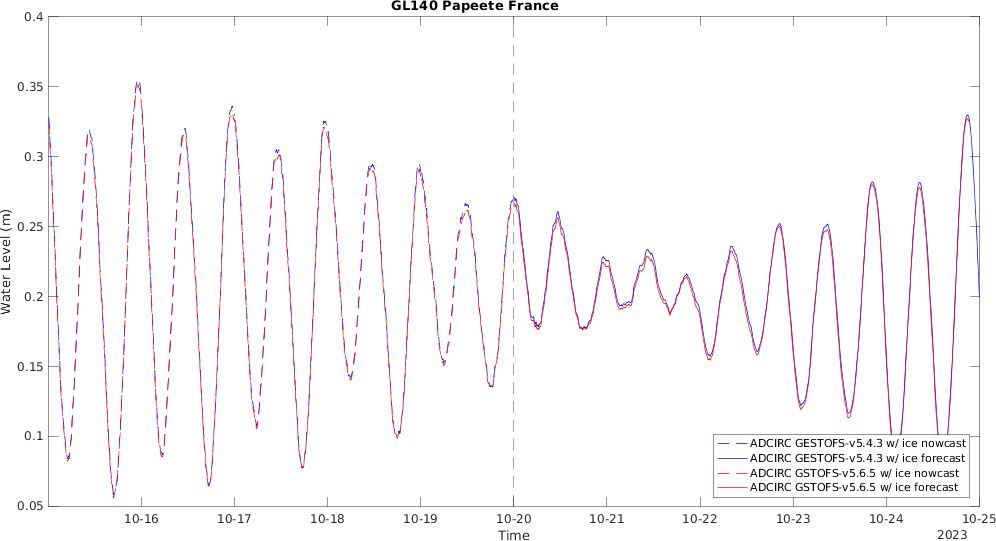 GL140 Papeete France
0.4
0.35
0.3
0.25
0.2
0.15
0.1
0.05
Water Level (m)
10-16 10-17 10-18 10-19 10-20 10-21 10-22 10-23 10-24 10-25
Time
2023
ADCIRC GESTOFS-v5.4.3 w/ ice nowcast
ADCIRC GESTOFS-v5.4.3 w/ ice forecast
ADCIRC GSTOFS-v5.6.5 w/ ice nowcast
ADCIRC GSTOFS-v5.6.5 w/ ice forecast